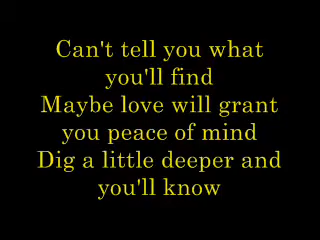 Can't tell you what
you'll find
Maybe love will grant
you peace of mind
Dig a little deeper and
you'll know